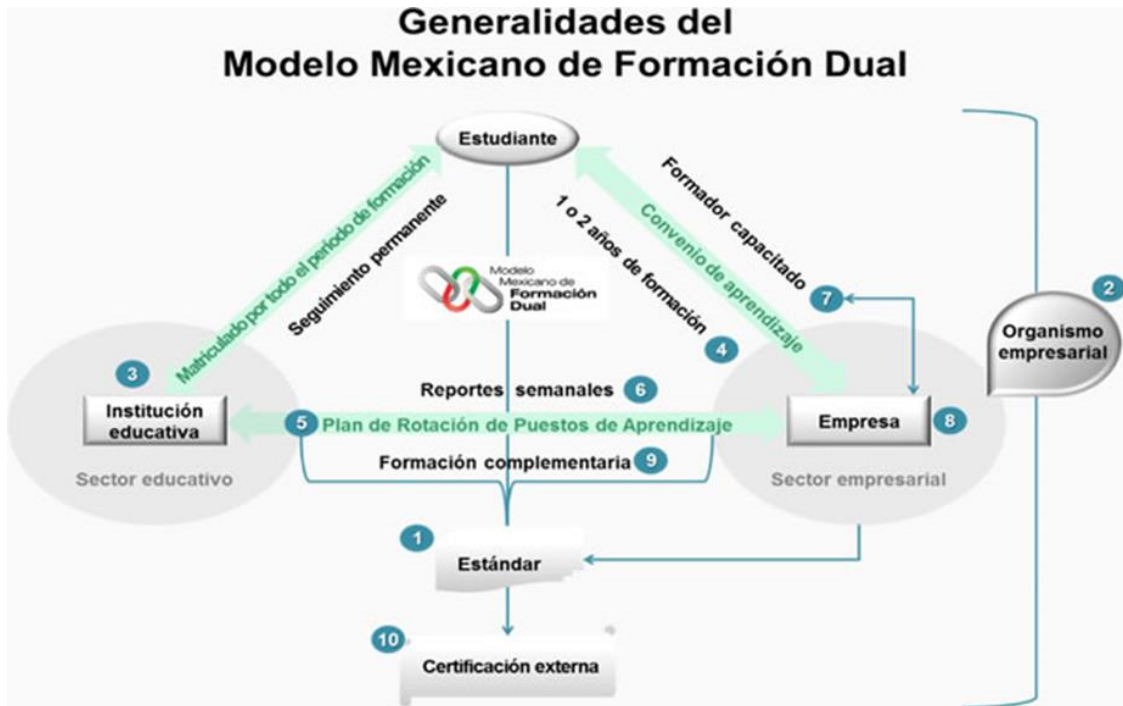 Generalidades del
Modelo Mexicano de Formación Dual
Estudiante
Matriculado por todo el periodo de formación
Seguimiento permanente
Modelo
Mexicano de
Formación
Dual
1 o 2 años de formación
4
Convenio de aprendizaje
Formador capacitado
7
2
Organismo
empresarial
3
Institución
educativa
Sector educativo
Reportes semanales 6
5 Plan de Rotación de Puestos de Aprendizaje
Formación complementaria 9
Empresa
8
Sector empresarial
1
Estándar
10
Certificación externa